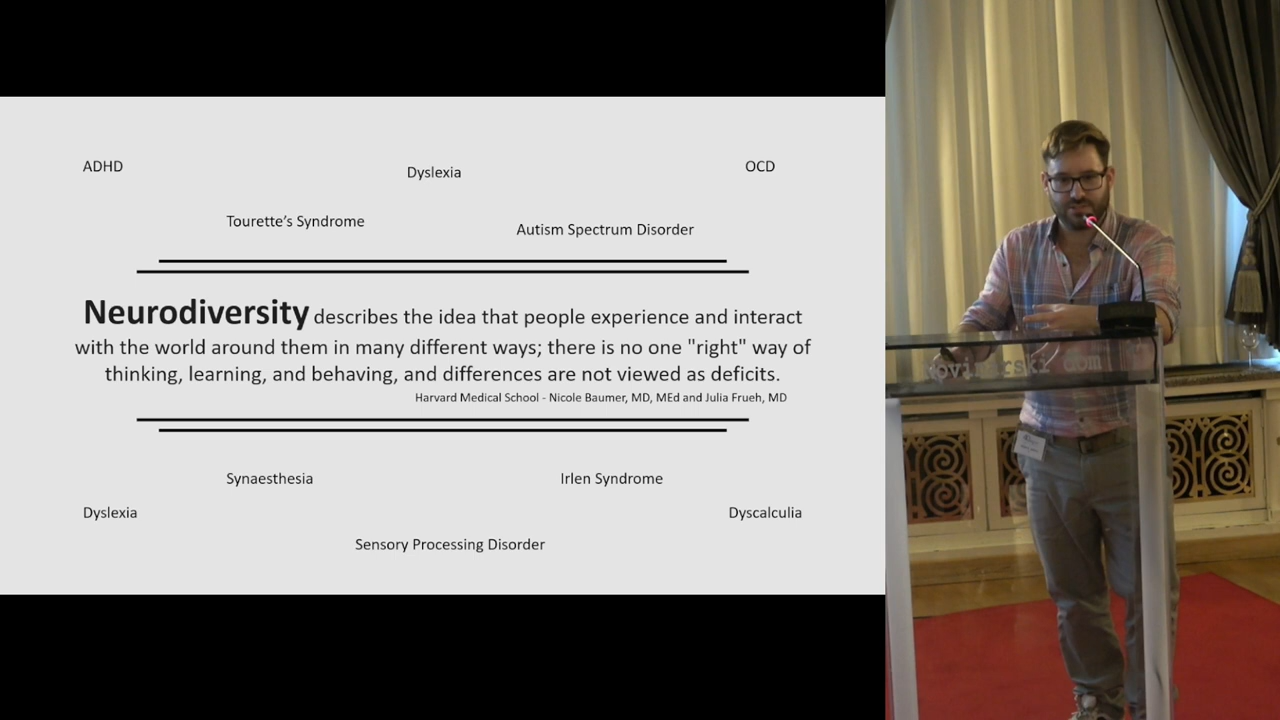 ADHD
Dyslexia
OCD
Tourette’s Syndrome
Autism Spectrum Disorder
Neurodiversity describes the idea that people experience and interact
with the world around them in many different ways; there is no one "right" way of
thinking, learning, and behaving, and differences are not viewed as deficits.
Harvard Medical School - Nicole Baumer, MD, MEd and Julia Frueh, MD
Synaesthesia
Irlen Syndrome
Dyslexia
Dyscalculia
Sensory Processing Disorder
dom